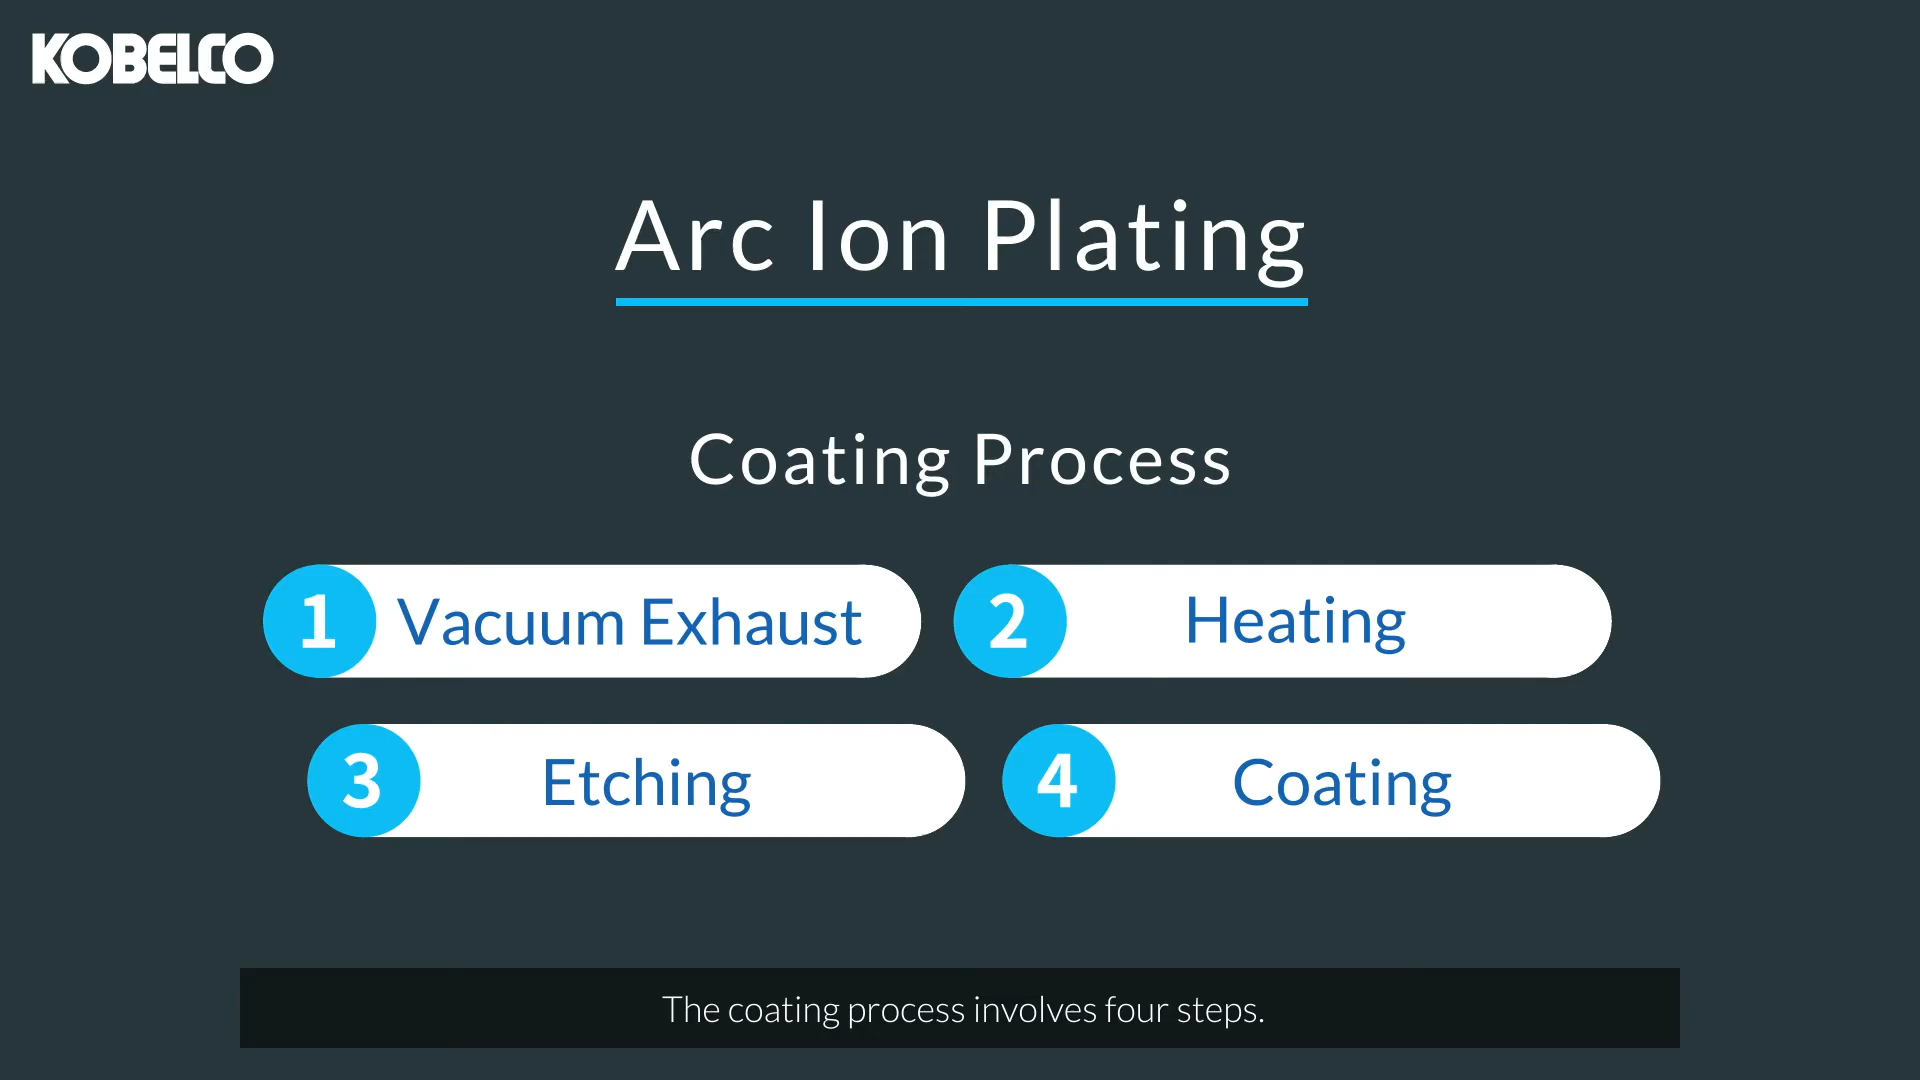 KOBELCO
Arc Ion Plating
Coating Process
1 Vacuum Exhaust
2 Heating
3 Etching
4 Coating
The coating process involves four steps.